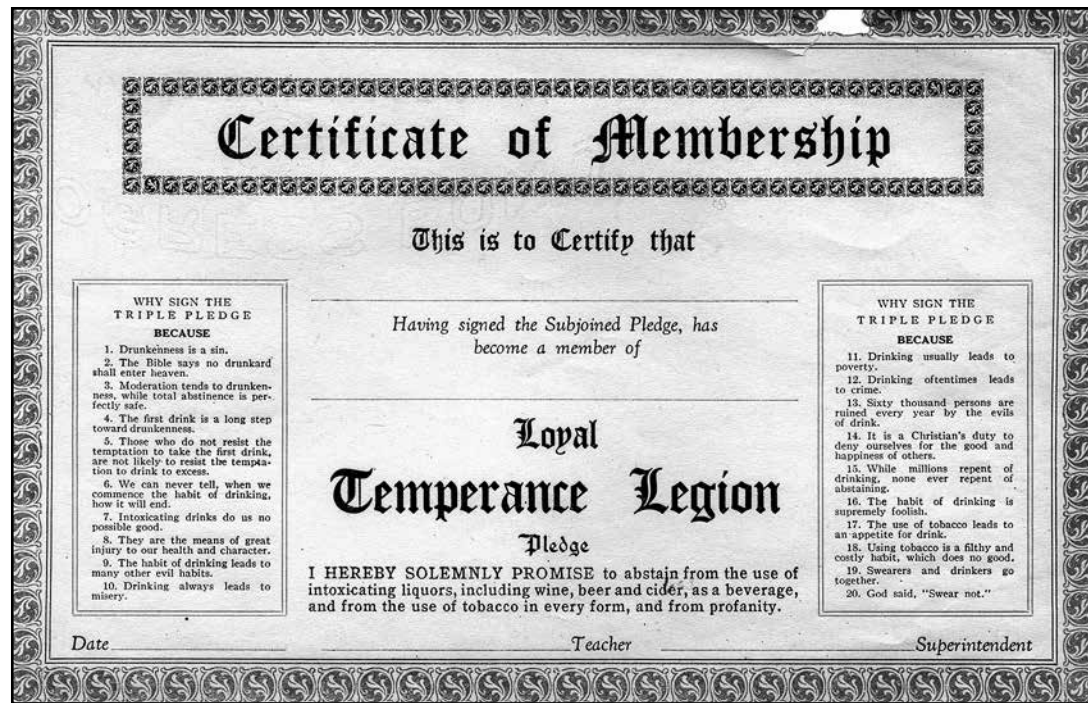 Certificate of Membership
This is to Certify that
WHY SIGN THE
TRIPLE PLEDGE
BECAUSE
1. Drunkenness is a sin.
2. The Bible says no drunkard
shall enter heaven.
3. Moderation tends to drunken-
ness, while total abstinence is per-
fectly safe.
4. The first drink is a long step
toward drunkenness.
5. Those who do not resist the
temptation to take the first drink,
are not likely to resist the tempta-
tion to drink to excess.
6. We can never tell, when we
commence the habit of drinking,
how it will end.
7. Intoxicating drinks do us no
possible good.
8. They are the means of great
injury to our health and character.
9. The habit of drinking leads to
many other evil habits.
10. Drinking always leads to
misery.
Having signed the Subjoined Pledge, has
become a member of
Loyal
Temperance Legion
Pledge
I HEREBY SOLEMNLY PROMISE to abstain from the use of
intoxicating liquors, including wine, beer and cider, as a beverage,
and from the use of tobacco in every form, and from profanity.
WHY SIGN THE
TRIPLE PLEDGE
BECAUSE
11. Drinking usually leads to
poverty.
12. Drinking oftentimes leads
to crime.
13. Sixty thousand persons are
ruined every year by the evils
of drink.
14. It is a Christian's duty to
deny ourselves for the good and
happiness of others.
15. While millions repent of
drinking, none ever repent of
abstaining.
16. The habit of drinking is
supremely foolish.
17. The use of tobacco leads to
an appetite for drink.
18. Using tobacco is a filthy and
costly habit, which does no good.
19. Swearers and drinkers go
together.
20. God said, "Swear not."
Date Teacher Superintendent